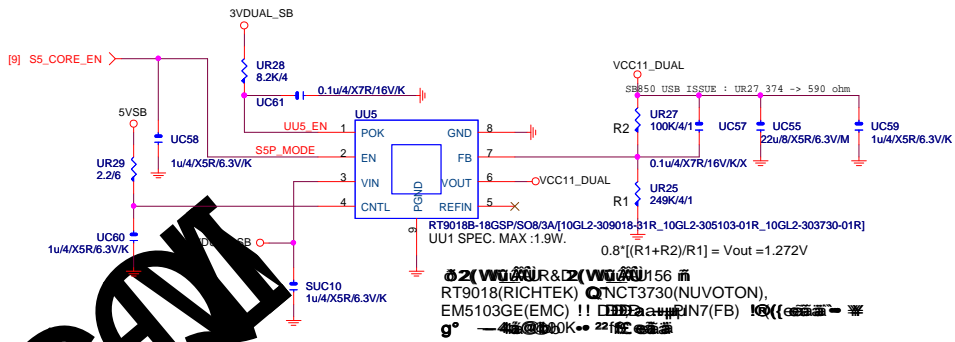 3VDUAL_SB
[9] S5_CORE_EN
UR28
8.2K/4
UC61
0.1u/4/X7R/16V/K
VCC11_DUAL
SB850 USB ISSUE : UR27 374 -> 590 ohm
5VSB
UC58
1u/4/X5R/6.3V/K
UR29
2.2/6
UU5
UU5_EN
S5P_MODE
1 POK
2 EN
3 VIN
4 CNTL
GND 8
FB 7
VOUT 6
REFIN 5
PGND
9
VCC11_DUAL
R2
UR27
100K/4/1
UC57
0.1u/4/X7R/16V/K/X
UC55
22u/8/X5R/6.3V/M
UC59
1u/4/X5R/6.3V/K
R1
UR25
249K/4/1
UC60
1u/4/X5R/6.3V/K
_SB
SUC10
1u/4/X5R/6.3V/K
RT9018B-18GSP/SO8/3A/[10GL2-309018-31R_10GL2-305103-01R_10GL2-303730-01R]
UU1 SPEC. MAX :1.9W.
0.8*[(R1+R2)/R1] = Vout =1.272V
RT9018(RICHTEK) NCT3730(NUVOTON),
EM5103GE(EMC) !! PIN7(FB)